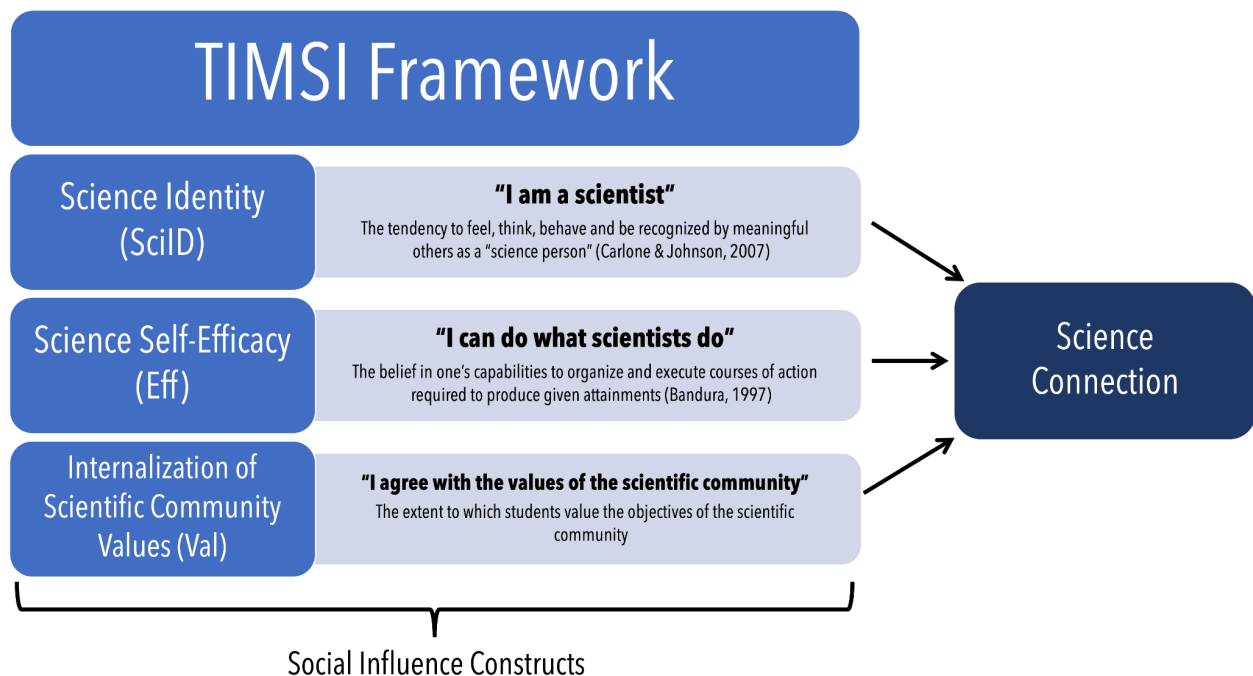 TIMSI Framework
Science Identity
(SciID)
“I am a scientist”
The tendency to feel, think, behave and be recognized by meaningful
others as a “science person” (Carlone & Johnson, 2007)
Science Self-Efficacy
(Eff)
“I can do what scientists do”
The belief in one’s capabilities to organize and execute courses of action
required to produce given attainments (Bandura, 1997)
Internalization of
Scientific Community
Values (Val)
“I agree with the values of the scientific community”
The extent to which students value the objectives of the scientific
community
Science
Connection
Social Influence Constructs